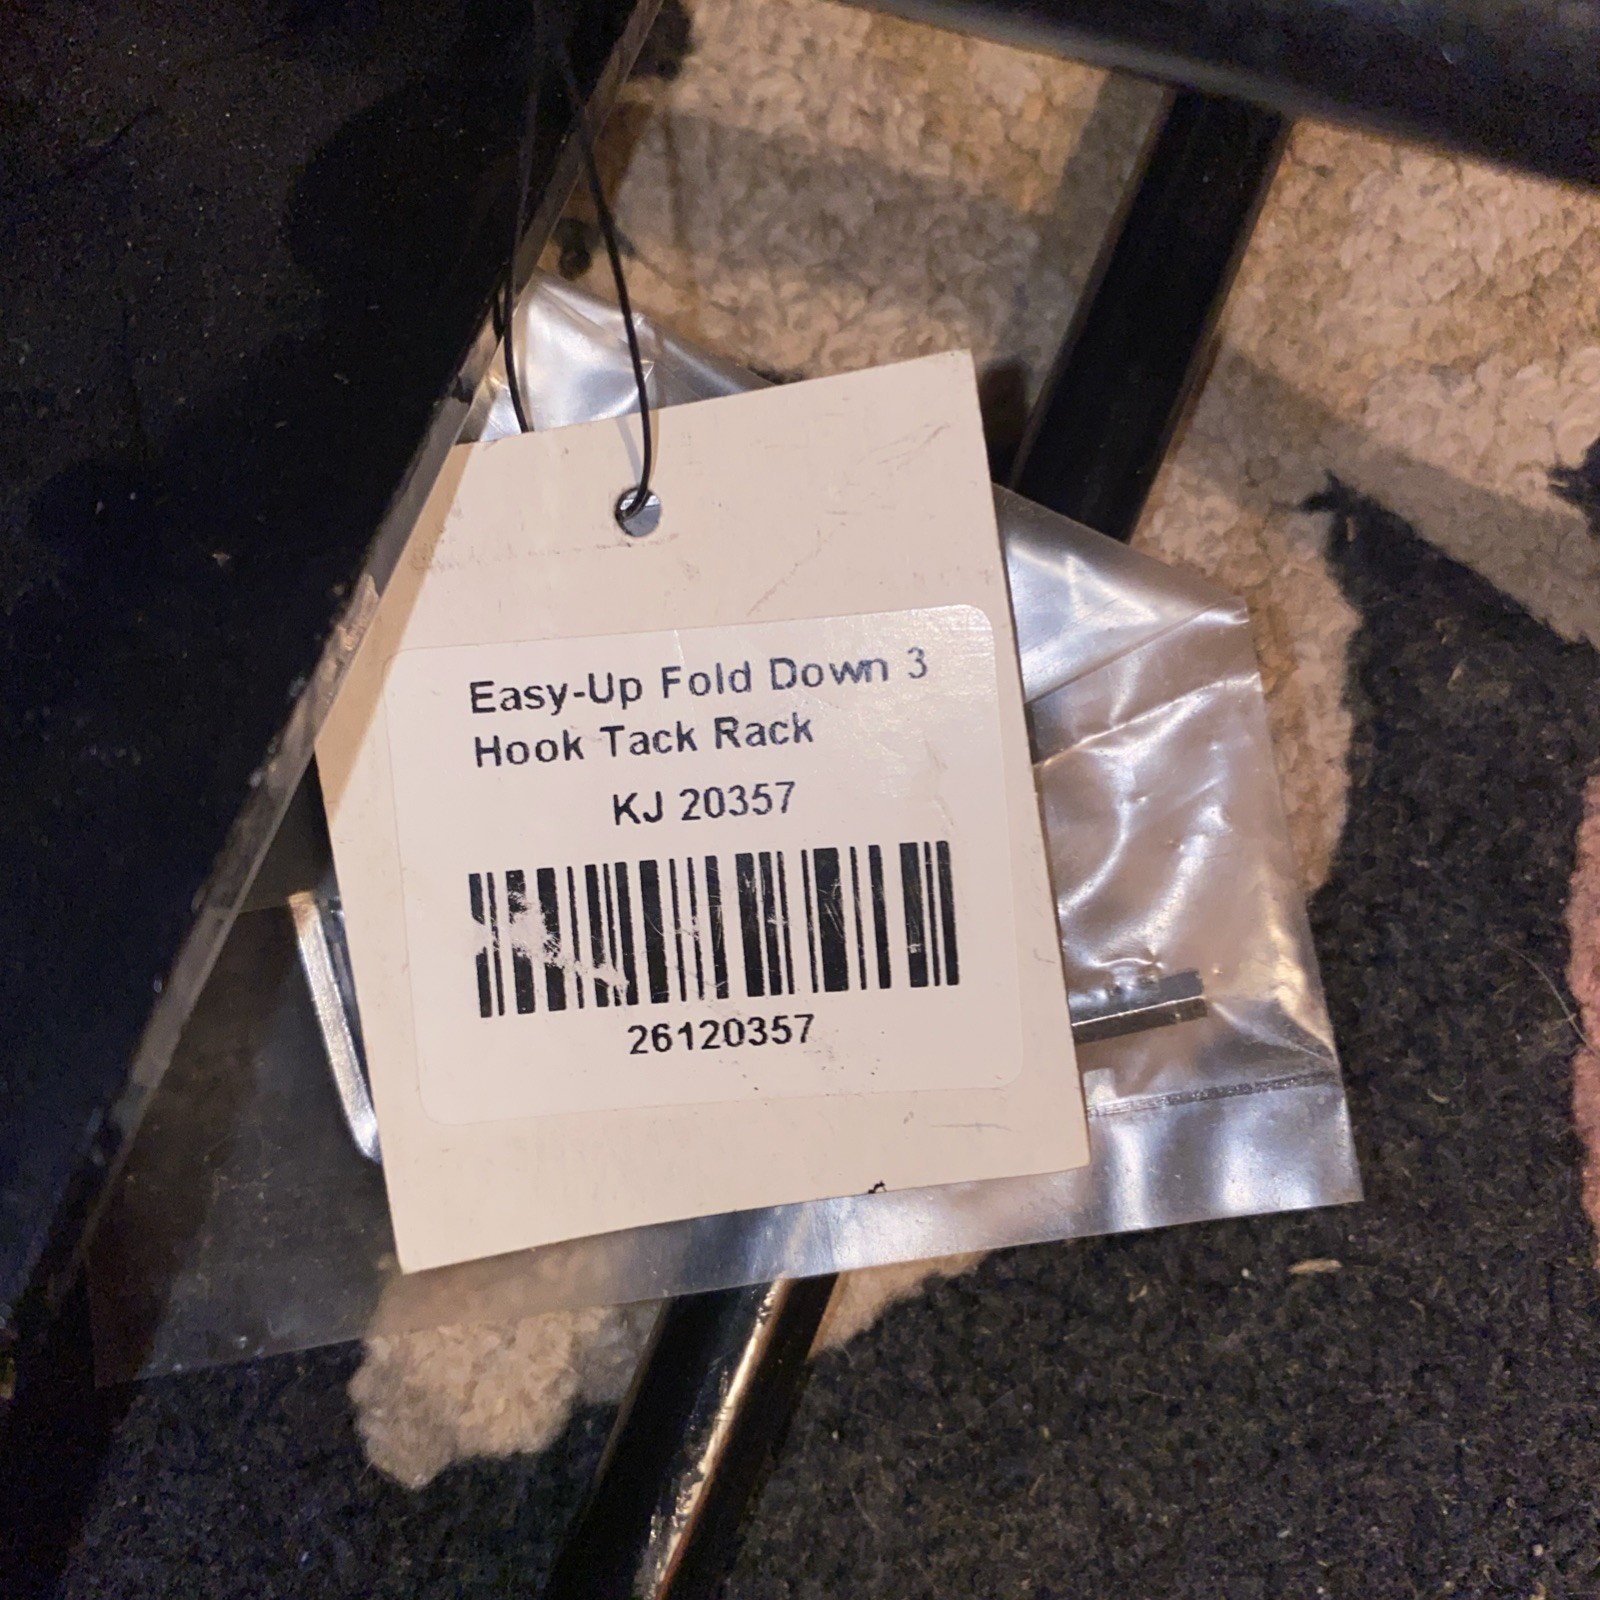 Easy-Up Fold Down 3
Hook Tack Rack
KJ 20357
26120357